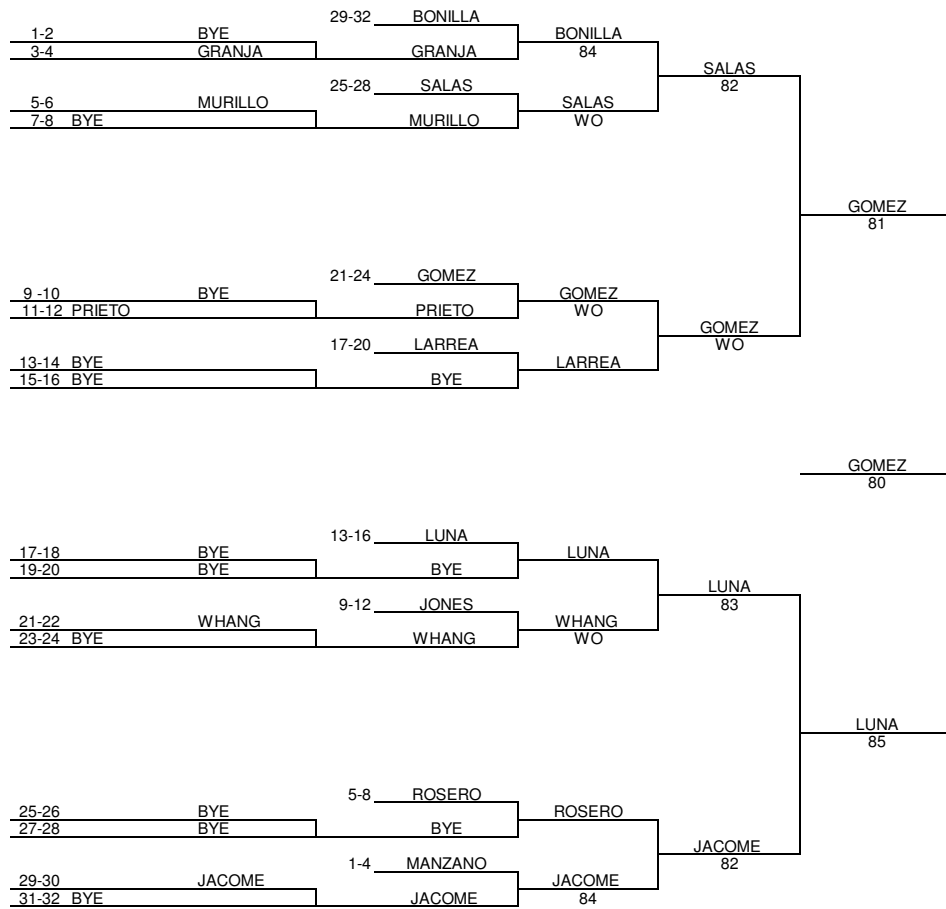 29-32 BONILLA
1-2 BYE BONILLA
3-4 GRANJA GRANJA 84
SALAS
25-28 SALAS 82
5-6 MURILLO SALAS
7-8 BYE MURILLO WO
GOMEZ
81
21-24 GOMEZ
9 -10 BYE GOMEZ
11-12 PRIETO PRIETO WO
GOMEZ
17-20 LARREA WO
13-14 BYE LARREA
15-16 BYE BYE
GOMEZ
80
13-16 LUNA
17-18 BYE LUNA
19-20 BYE BYE
LUNA
9-12 JONES 83
21-22 WHANG WHANG
23-24 BYE WHANG WO
LUNA
85
5-8 ROSERO
25-26 BYE ROSERO
27-28 BYE BYE
JACOME
1-4 MANZANO 82
29-30 JACOME JACOME
31-32 BYE JACOME 84